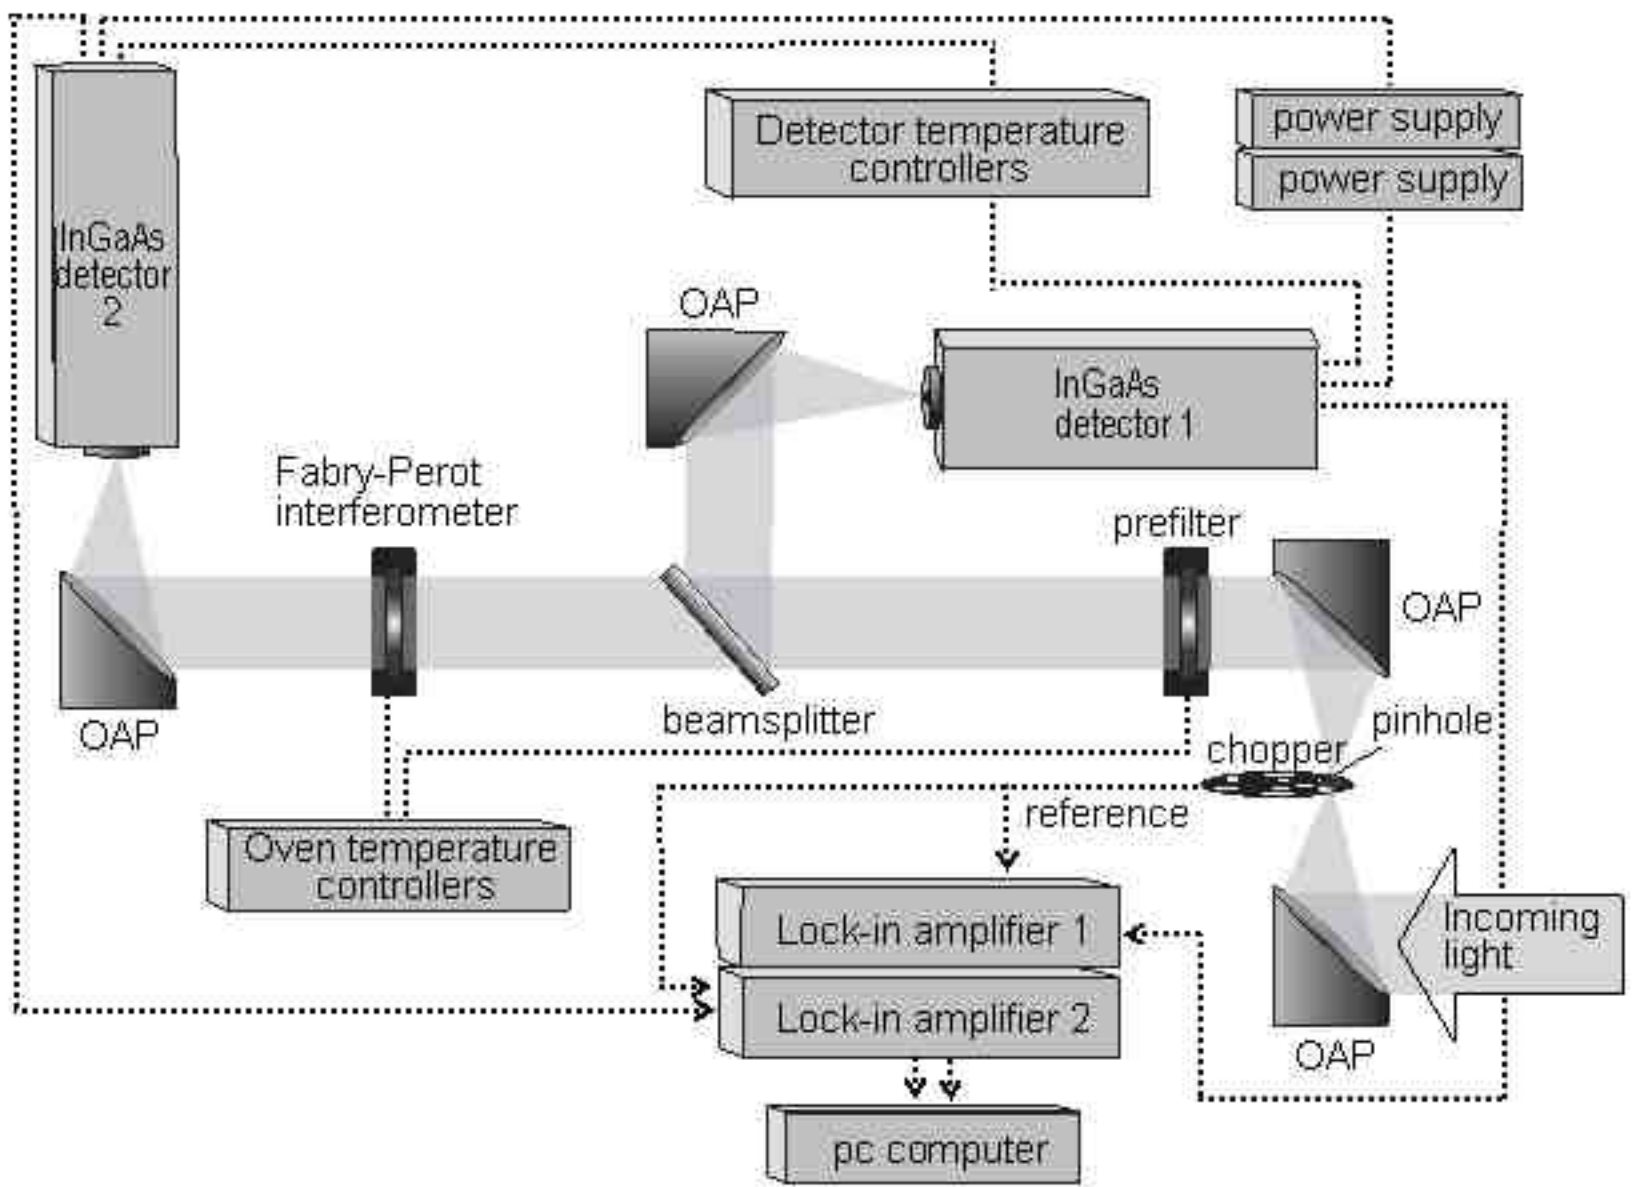 Detector temperature
controllers
power supply
power supply
InGaAs
detector
2
OAP
InGaAs
detector 1
Fabry-Perot
interferometer
prefilter
OAP
OAP
beamsplitter
pinhole
chopper
reference
Oven temperature
controllers
Lock-in amplifier 1
Incoming
light
Lock-in amplifier 2
OAP
pc computer